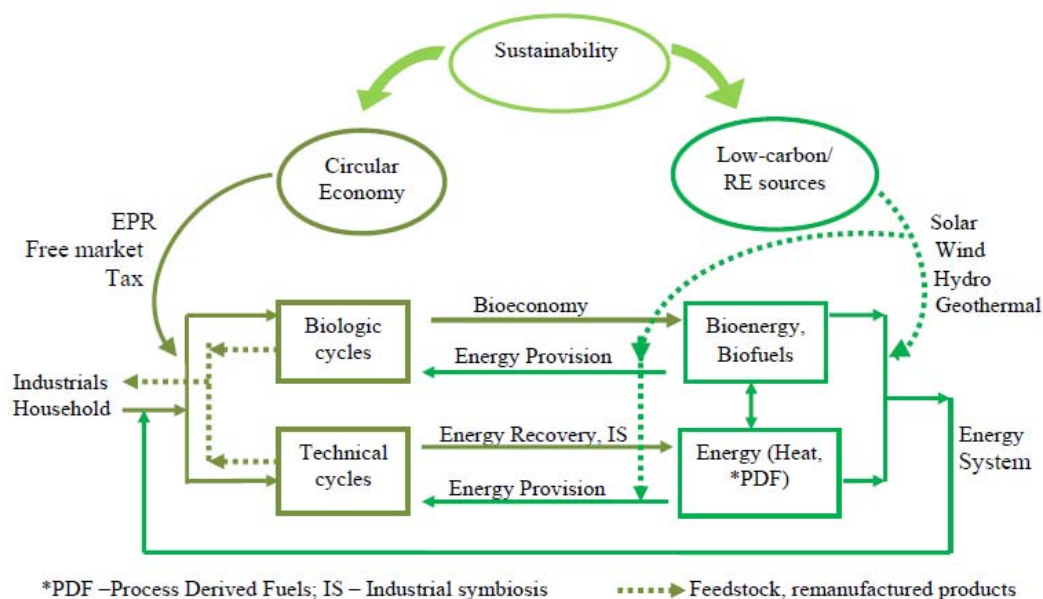 Sustainability
Circular
Economy
Low-carbon/
RE sources
EPR
Free market
Tax
Solar
Wind
Hydro
Geothermal
Biologic
cycles
Bioeconomy
Energy Provision
Bioenergy,
Biofuels
Industrials
Household
Technical
cycles
Energy Recovery, IS
Energy Provision
Energy (Heat,
*PDF)
Energy
System
*PDF –Process Derived Fuels; IS – Industrial symbiosis
Feedstock, remanufactured products